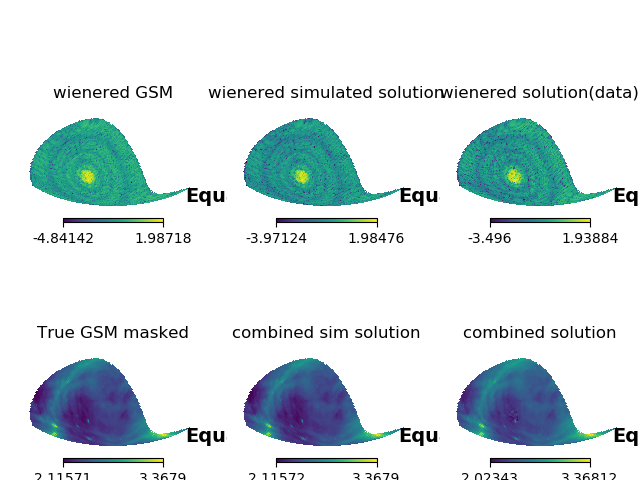 wienered GSM
wienered simulated solution
wienered solution(data)
Equ
Equ
Eq
-4.84142 1.98718
-3.97124 1.98476
-3.496 1.93884
True GSM masked
combined sim solution
combined solution
Equ
Equ
Eq
2.11571 3.3679
2.11572 3.3679
2.02343 3.36812